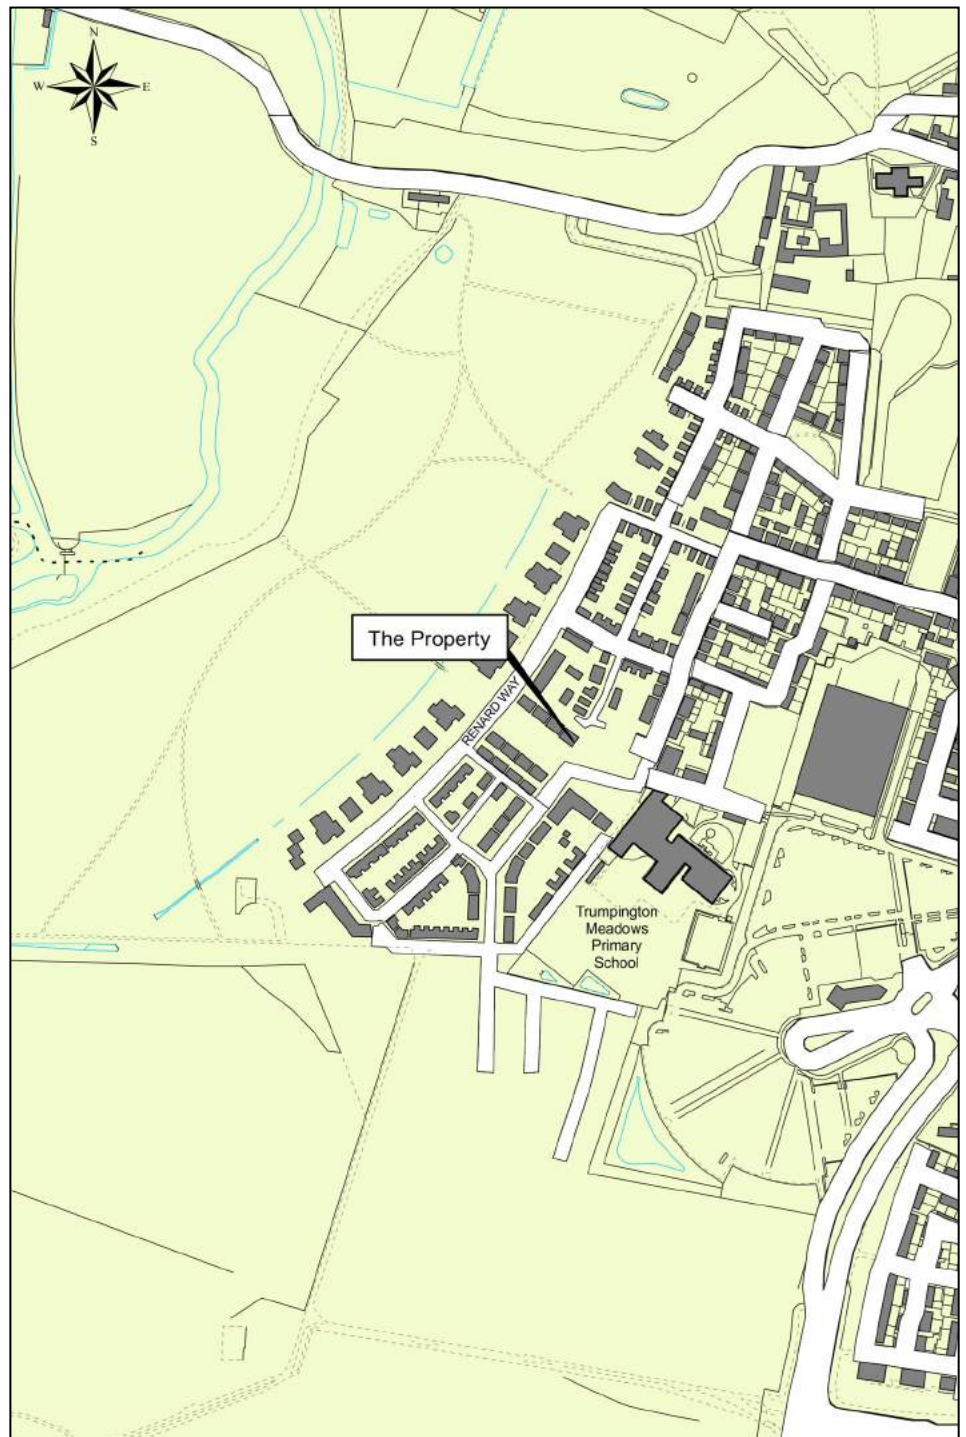 N
W E
S
The Property
RENARD WAY
Trumpington
Meadows
Primary
School